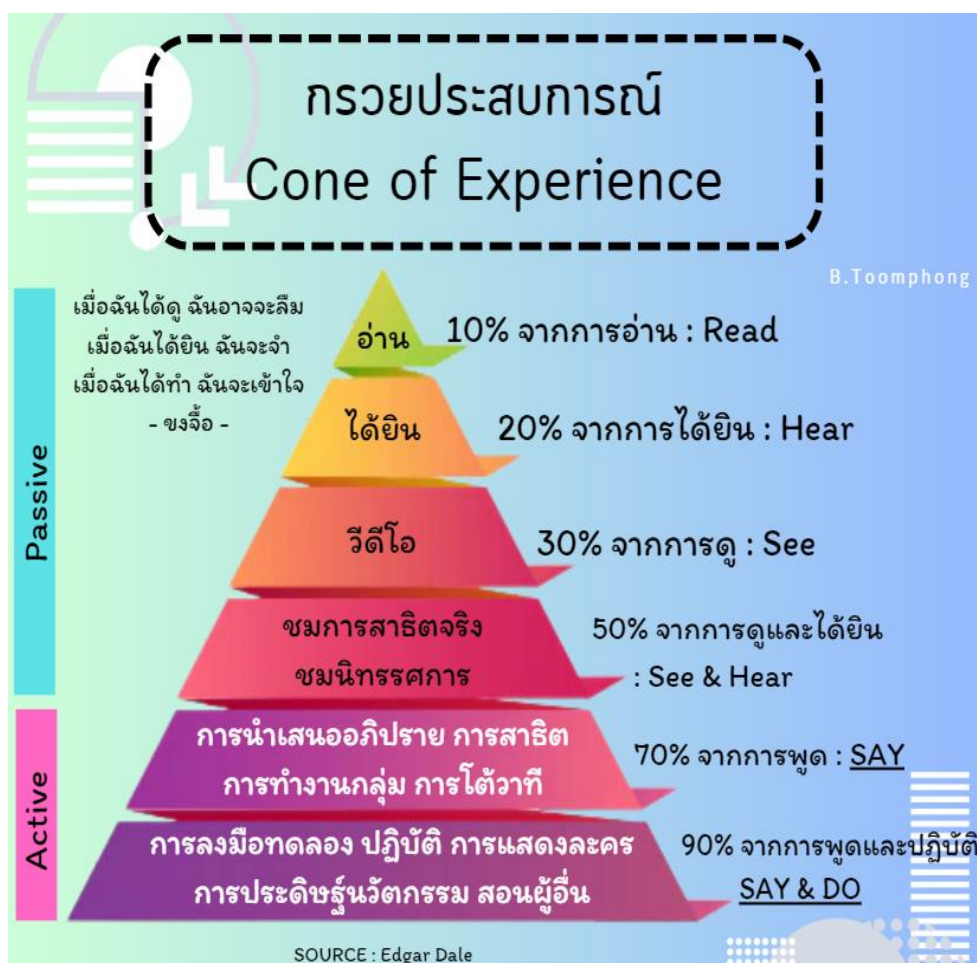 กรวยประสบการณ์
Cone of Experience
B.Toomphong
เมื่อฉันได้ดู ฉันอาจจะลืม
เมื่อฉันได้ยิน ฉันจะจำ
เมื่อฉันได้ทำ ฉันจะเข้าใจ
- ขงจื้อ -
Passive
อ่าน
10% จากการอ่าน : Read
ได้ยิน
20% จากการได้ยิน : Hear
วีดีโอ
30% จากการดู : See
ชมการสาธิตจริง
ชมนิทรรศการ
50% จากการดูและได้ยิน
: See & Hear
Active
การนำเสนออภิปราย การสาธิต
การทำงานกลุ่ม การโต้วาที
70% จากการพูด : SAY
การลงมือทดลอง ปฏิบัติ การแสดงละคร
การประดิษฐ์นวัตกรรม สอนผู้อื่น
90% จากการพูดและปฏิบัติ
SAY & DO
SOURCE : Edgar Dale